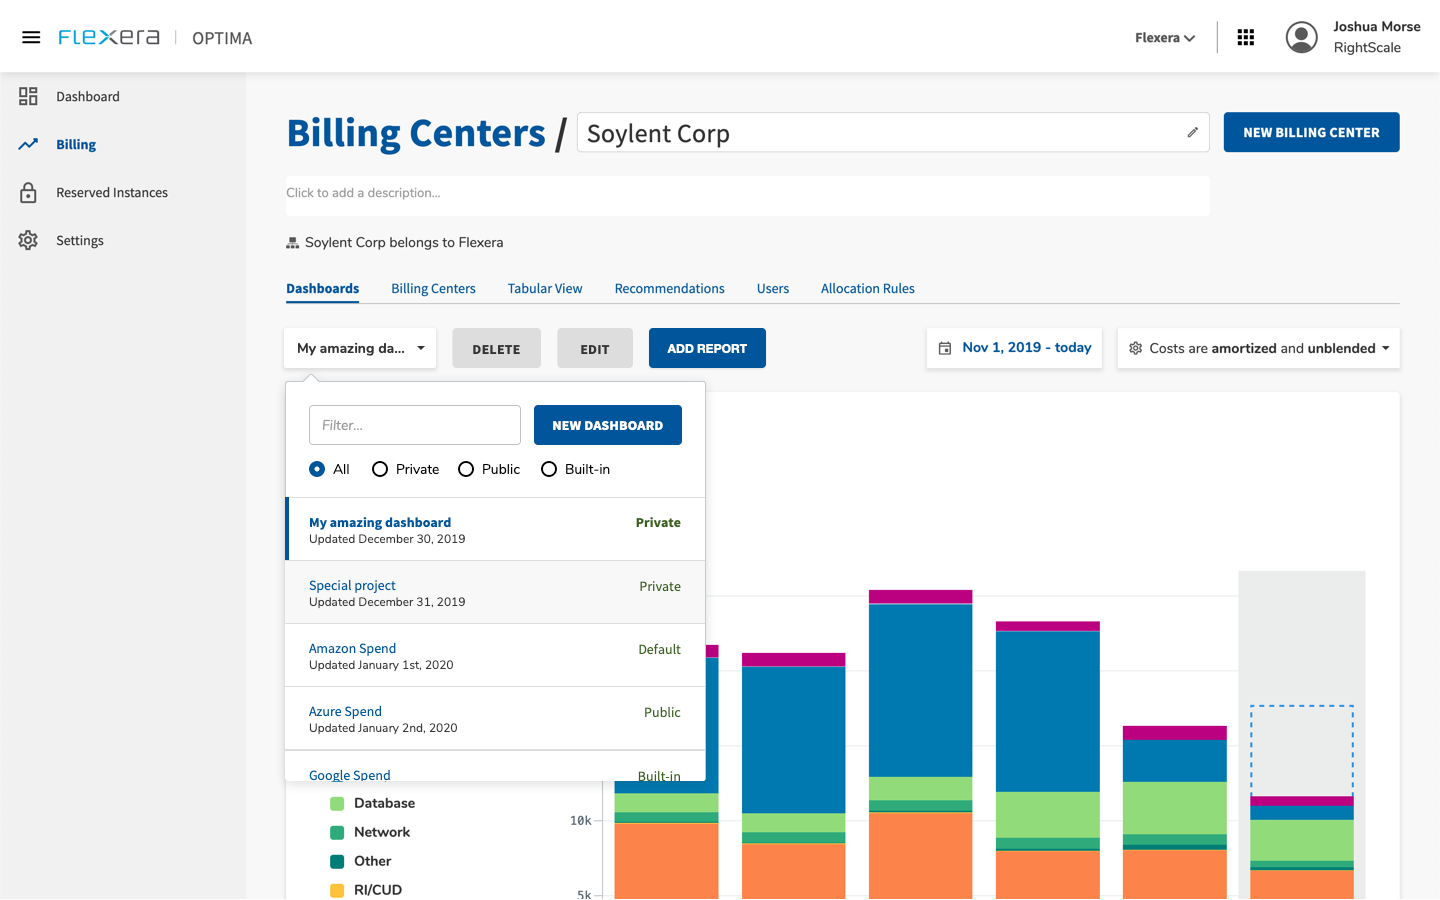 FLEXERA | OPTIMA
Flexera
Joshua Morse
RightScale
Dashboard
Billing
Reserved Instances
Settings
Billing Centers / Soylent Corp
NEW BILLING CENTER
Click to add a description...
Soylent Corp belongs to Flexera
Dashboards Billing Centers Tabular View Recommendations Users Allocation Rules
My amazing da... DELETE EDIT ADD REPORT Nov 1, 2019 - today Costs are amortized and unblended
Filter... NEW DASHBOARD
All Private Public Built-in
My amazing dashboard Private
Updated December 30, 2019
Special project Private
Updated December 31, 2019
Amazon Spend Default
Updated January 1st, 2020
Azure Spend Public
Updated January 2nd, 2020
Google Spend Built-in
Database
Network
Other
RI/CUD
10k
5k